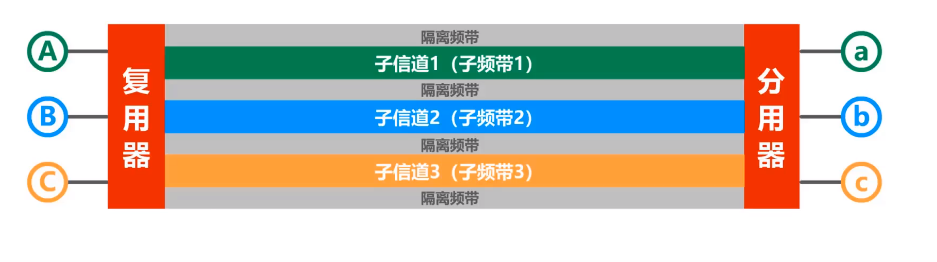 隔离频带
A
子信道1（子频带1）
a
复用器
分用器
隔离频带
B
子信道2（子频带2）
b
隔离频带
C
子信道3（子频带3）
c
隔离频带